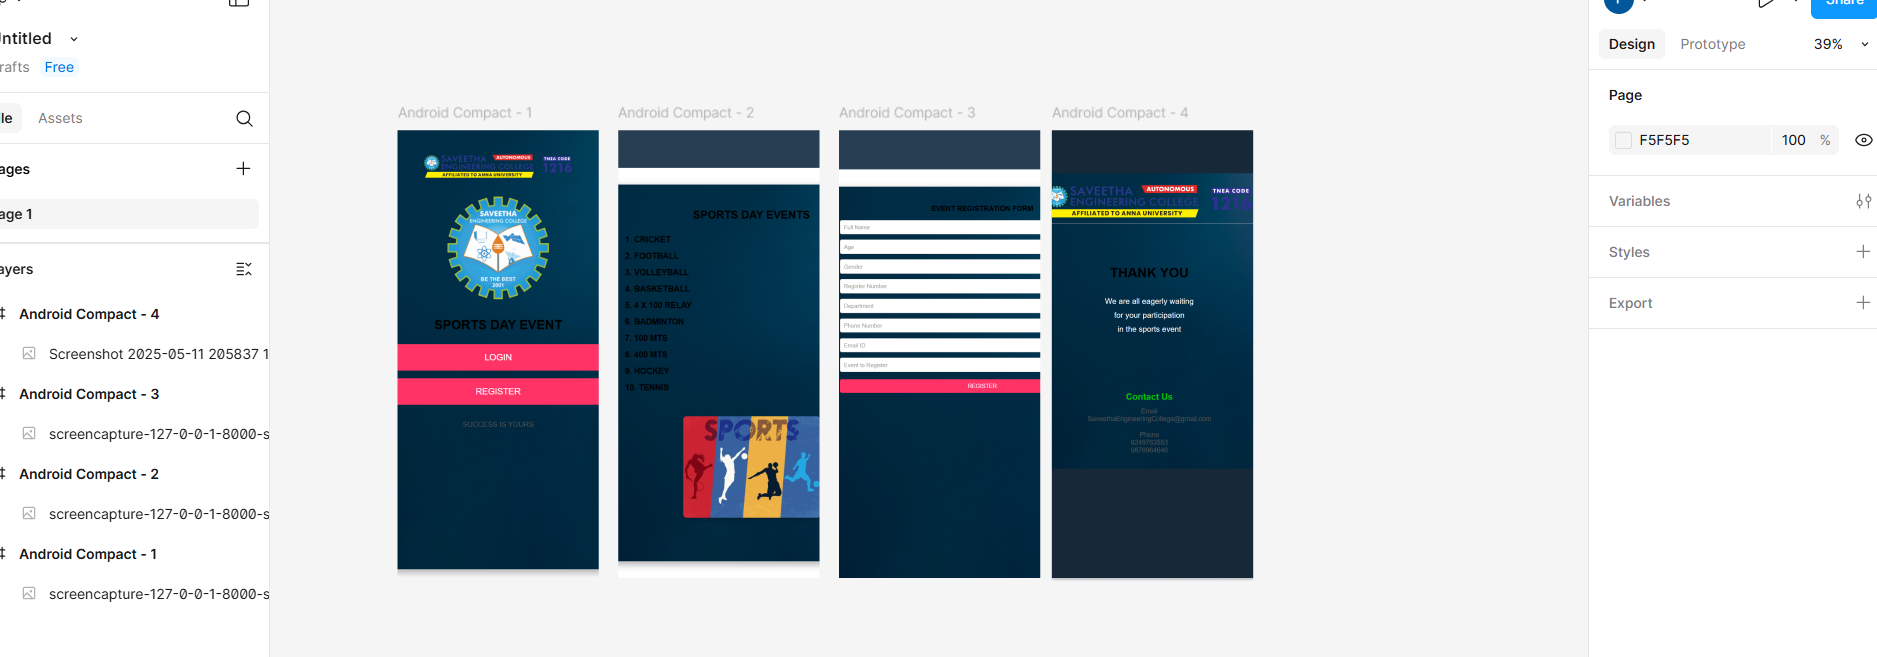 ntitled
rafts Free
le Assets
ages
age 1
ayers
Android Compact - 4
Screenshot 2025-05-11 205837 1
Android Compact - 3
screencapture-127-0-0-1-8000-s
Android Compact - 2
screencapture-127-0-0-1-8000-s
Android Compact - 1
screencapture-127-0-0-1-8000-s
Android Compact - 1
SAVEETHA AUTONOMOUS TNEA CODE
ENGINEERING COLLEGE 1216
AFFILIATED TO ANNA UNIVERSITY
SAVEETHA
ENGINEERING COLLEGE
BE THE BEST
2001
SPORTS DAY EVENT
LOGIN
REGISTER
SUCCESS IS YOURS
Android Compact - 2
SPORTS DAY EVENTS
1. CRICKET
2. FOOTBALL
3. VOLLEYBALL
4. BASKETBALL
5. 4 X 100 RELAY
6. BADMINTON
7. 100 MTS
8. 400 MTS
9. HOCKEY
10. TENNIS
SPORTS
Android Compact - 3
EVENT REGISTRATION FORM
Full Name
Age
Gender
Register Number
Department
Phone Number
Email ID
Event to Register
REGISTER
Android Compact - 4
SAVEETHA AUTONOMOUS TNEA CODE
ENGINEERING COLLEGE 1216
AFFILIATED TO ANNA UNIVERSITY
THANK YOU
We are all eagerly waiting
for your participation
in the sports event
Contact Us
Email
SaveethaEngineeringCollege@gmail.com
Phone
Share
Design Prototype 39%
Page
F5F5F5 100 %
Variables
Styles
Export